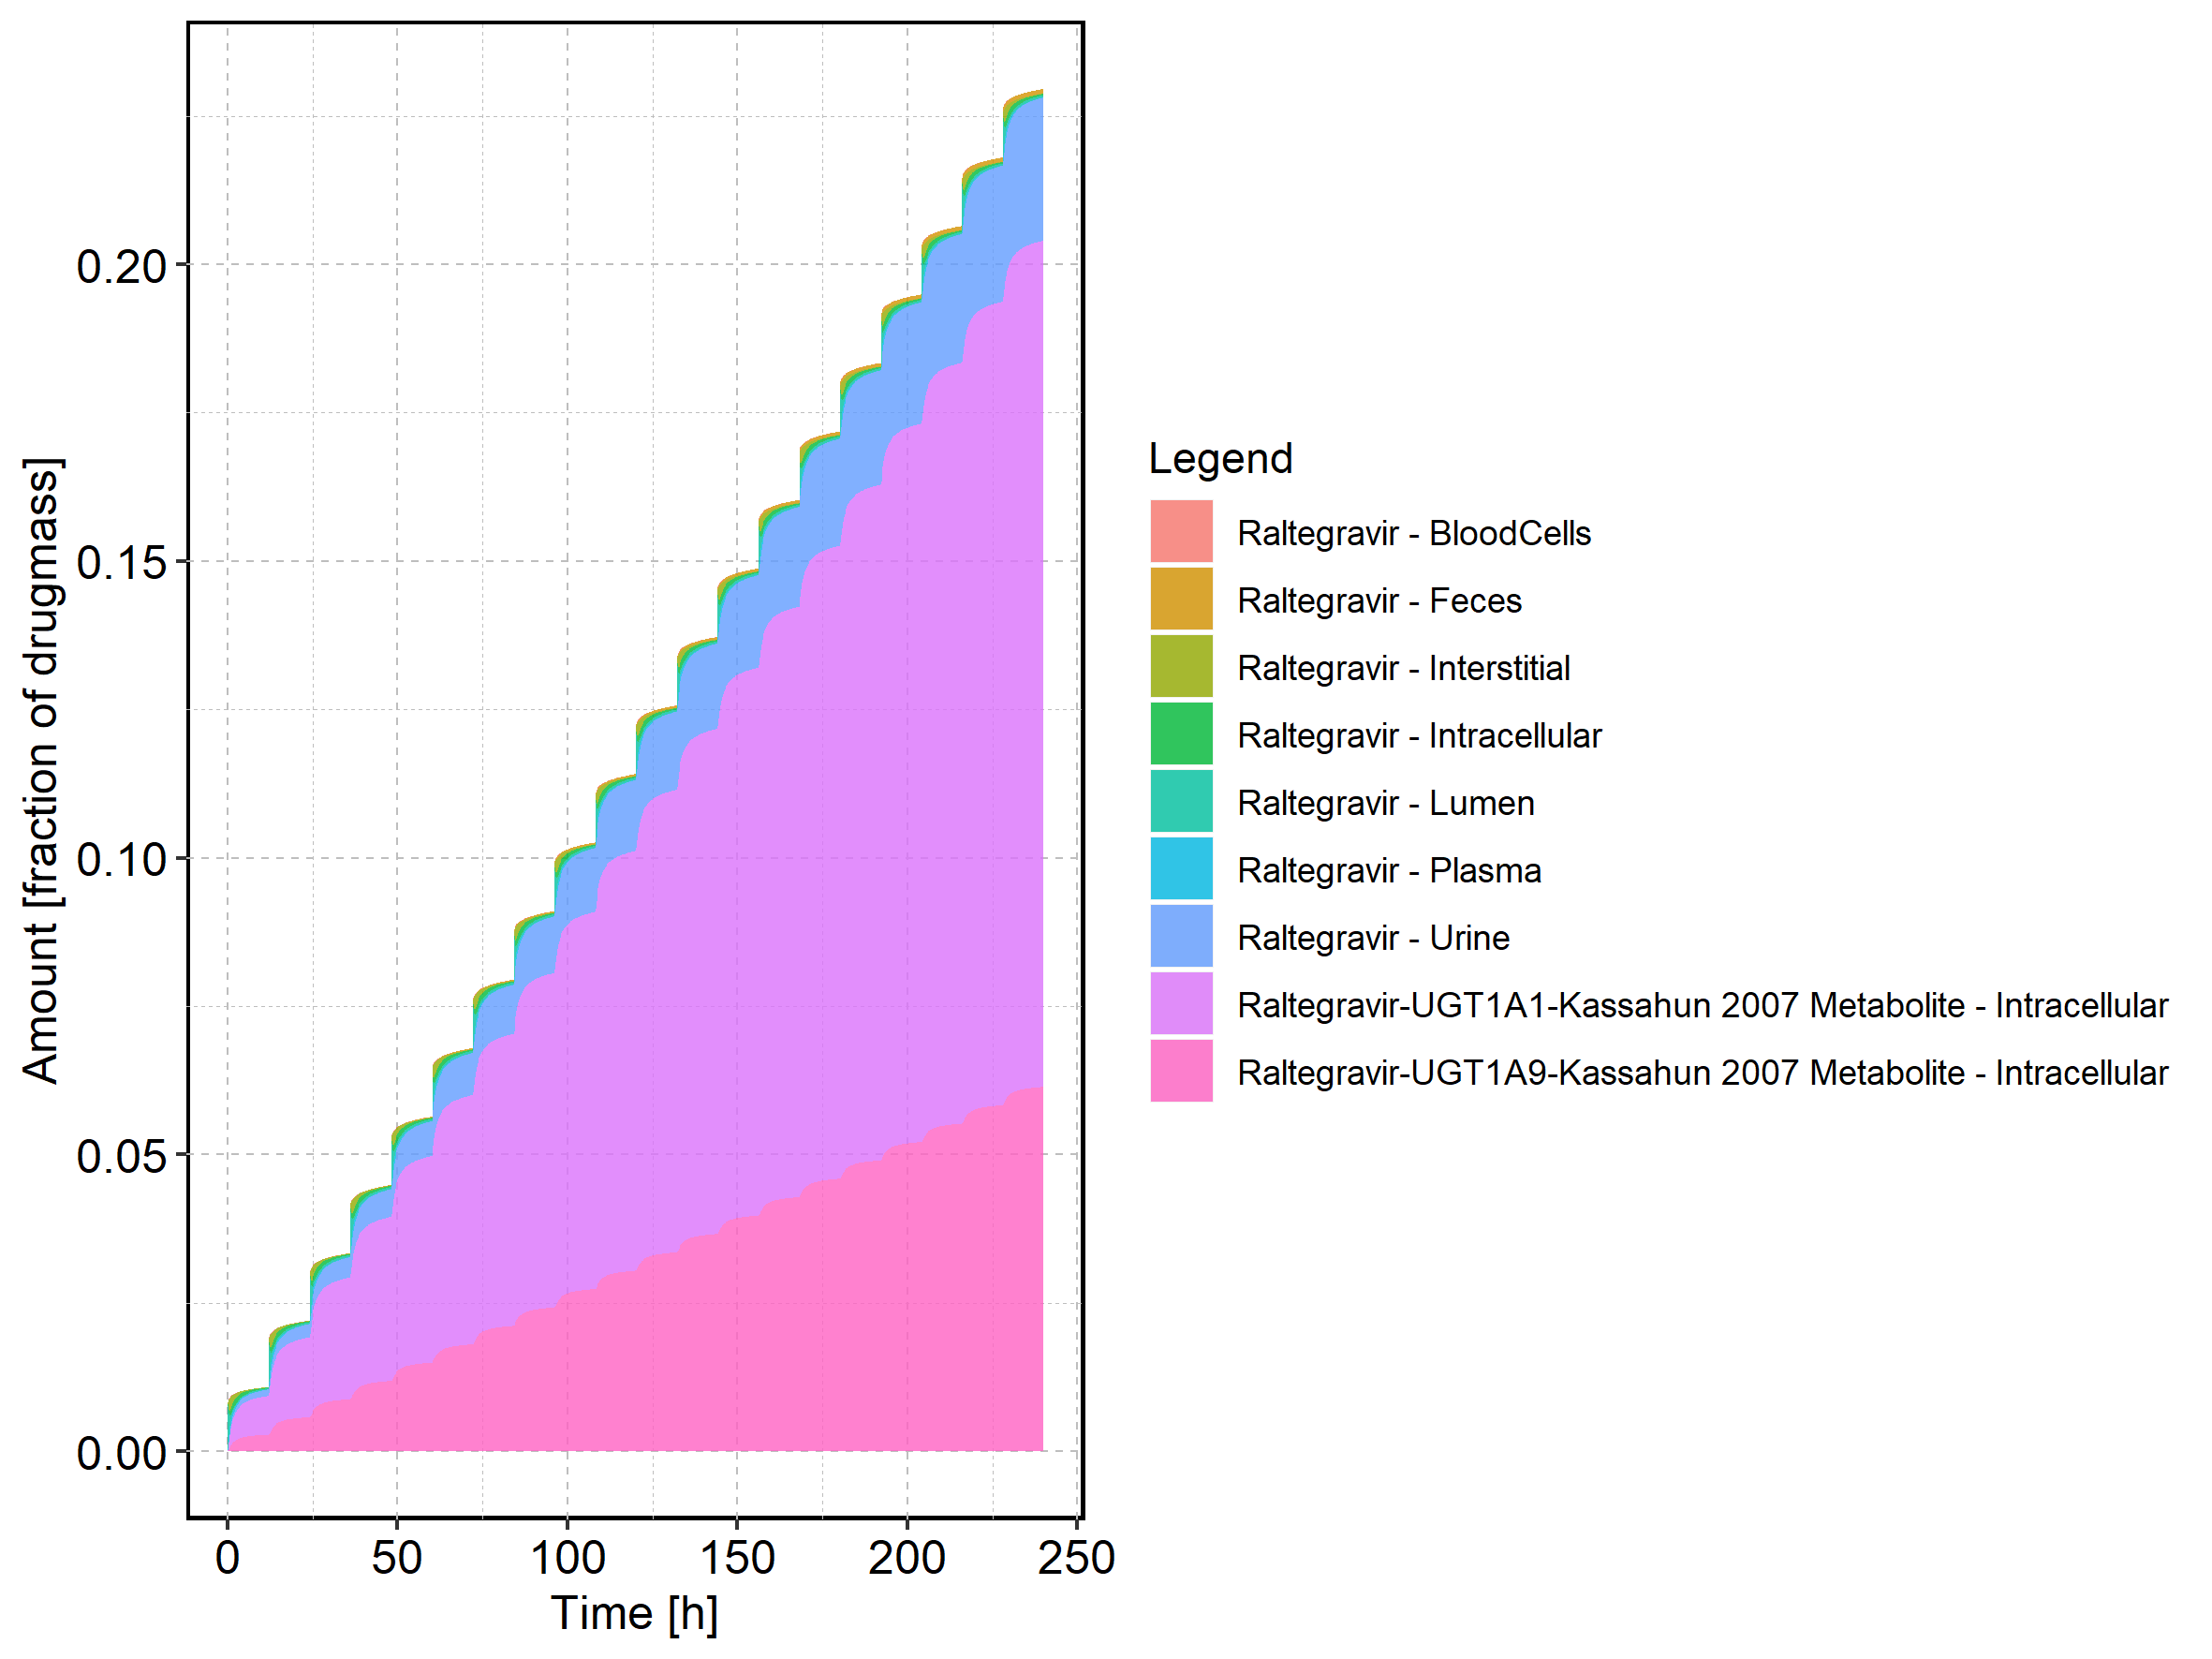 Amount [fraction of drugmass]
0.20
0.15
0.10
0.05
0.00
0 50 100 150 200 250
Time [h]
Legend
Raltegravir - BloodCells
Raltegravir - Feces
Raltegravir - Interstitial
Raltegravir - Intracellular
Raltegravir - Lumen
Raltegravir - Plasma
Raltegravir - Urine
Raltegravir-UGT1A1-Kassahun 2007 Metabolite - Intracellular
Raltegravir-UGT1A9-Kassahun 2007 Metabolite - Intracellular